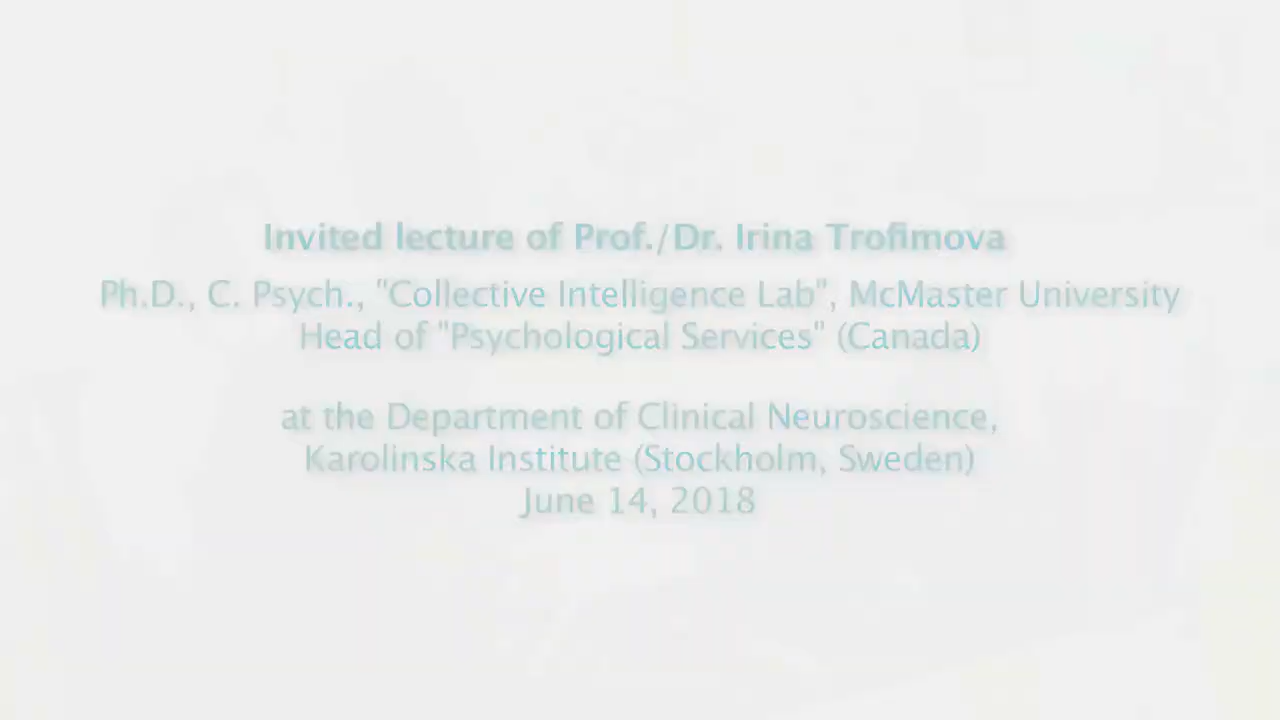 Invited lecture of Prof./Dr. Irina Trofimova
Ph.D., C. Psych., "Collective Intelligence Lab", McMaster University
Head of "Psychological Services" (Canada)
at the Department of Clinical Neuroscience,
Karolinska Institute (Stockholm, Sweden)
June 14, 2018